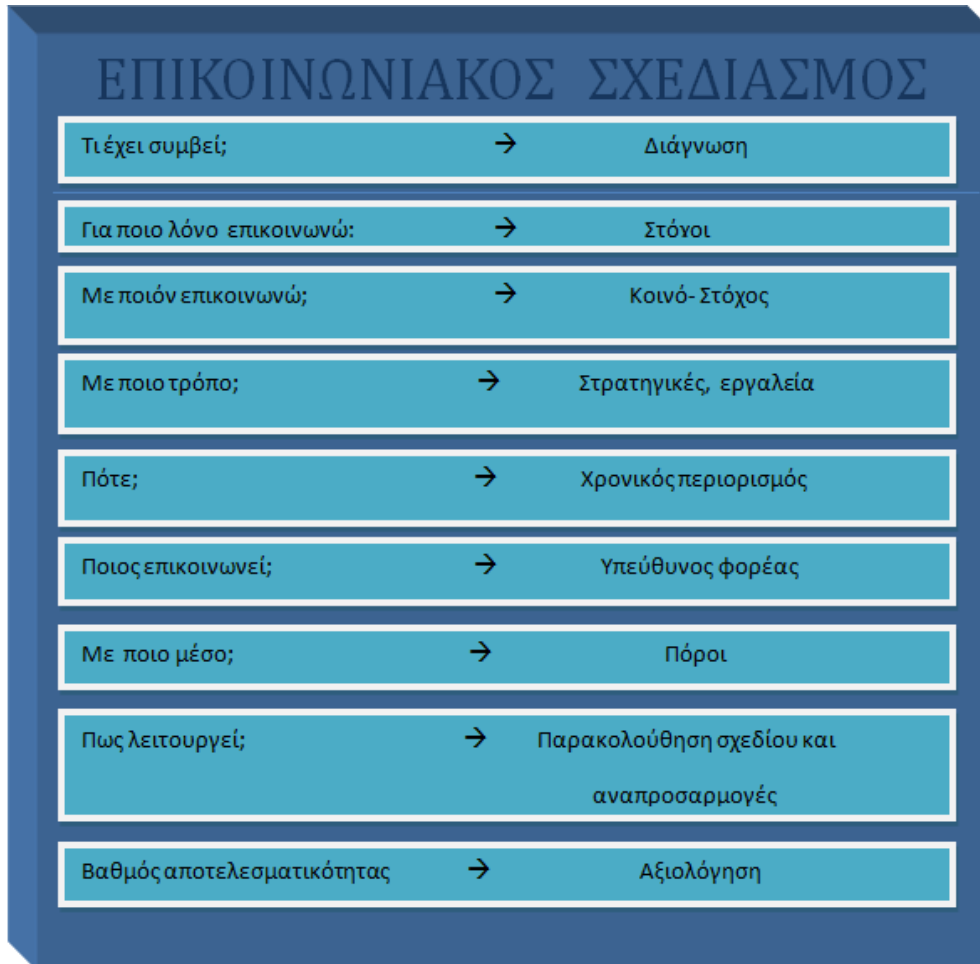 ΕΠΙΚΟΙΝΩΝΙΑΚΟΣ ΣΧΕΔΙΑΣΜΟΣ
Τι έχει συμβεί; → Διάγνωση
Για ποιο λόγο επικοινωνώ; → Στόχοι
Με ποιόν επικοινωνώ; → Κοινό- Στόχος
Με ποιο τρόπο; → Στρατηγικές, εργαλεία
Πότε; → Χρονικός περιορισμός
Ποιος επικοινωνεί; → Υπεύθυνος φορέας
Με ποιο μέσο; → Πόροι
Πως λειτουργεί; → Παρακολούθηση σχεδίου και
αναπροσαρμογές
Βαθμός αποτελεσματικότητας → Αξιολόγηση